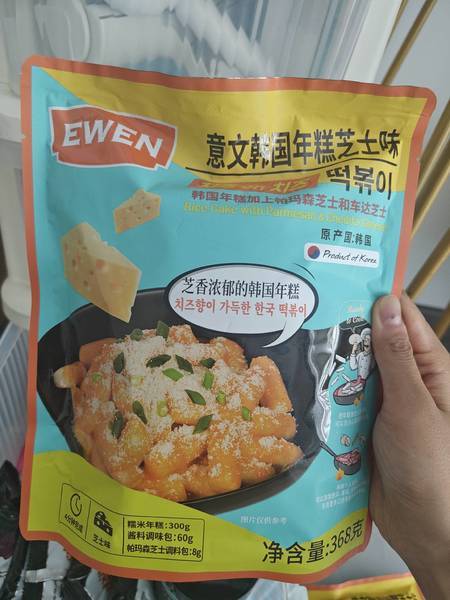 EWEN
意文韩国年糕芝士味
떡볶이
韩国年糕加上帕玛森芝士和车达芝士
Rice Cake with Parmesan & Cheddar
原产国:韩国
Product of Korea
芝香浓郁的韩国年糕
치즈향이 가득한 한국 떡볶이
芝士味
糯米年糕:300g
酱料调味包:60g
帕玛森芝士调料包:8g
图片仅供参考
净含量:368克